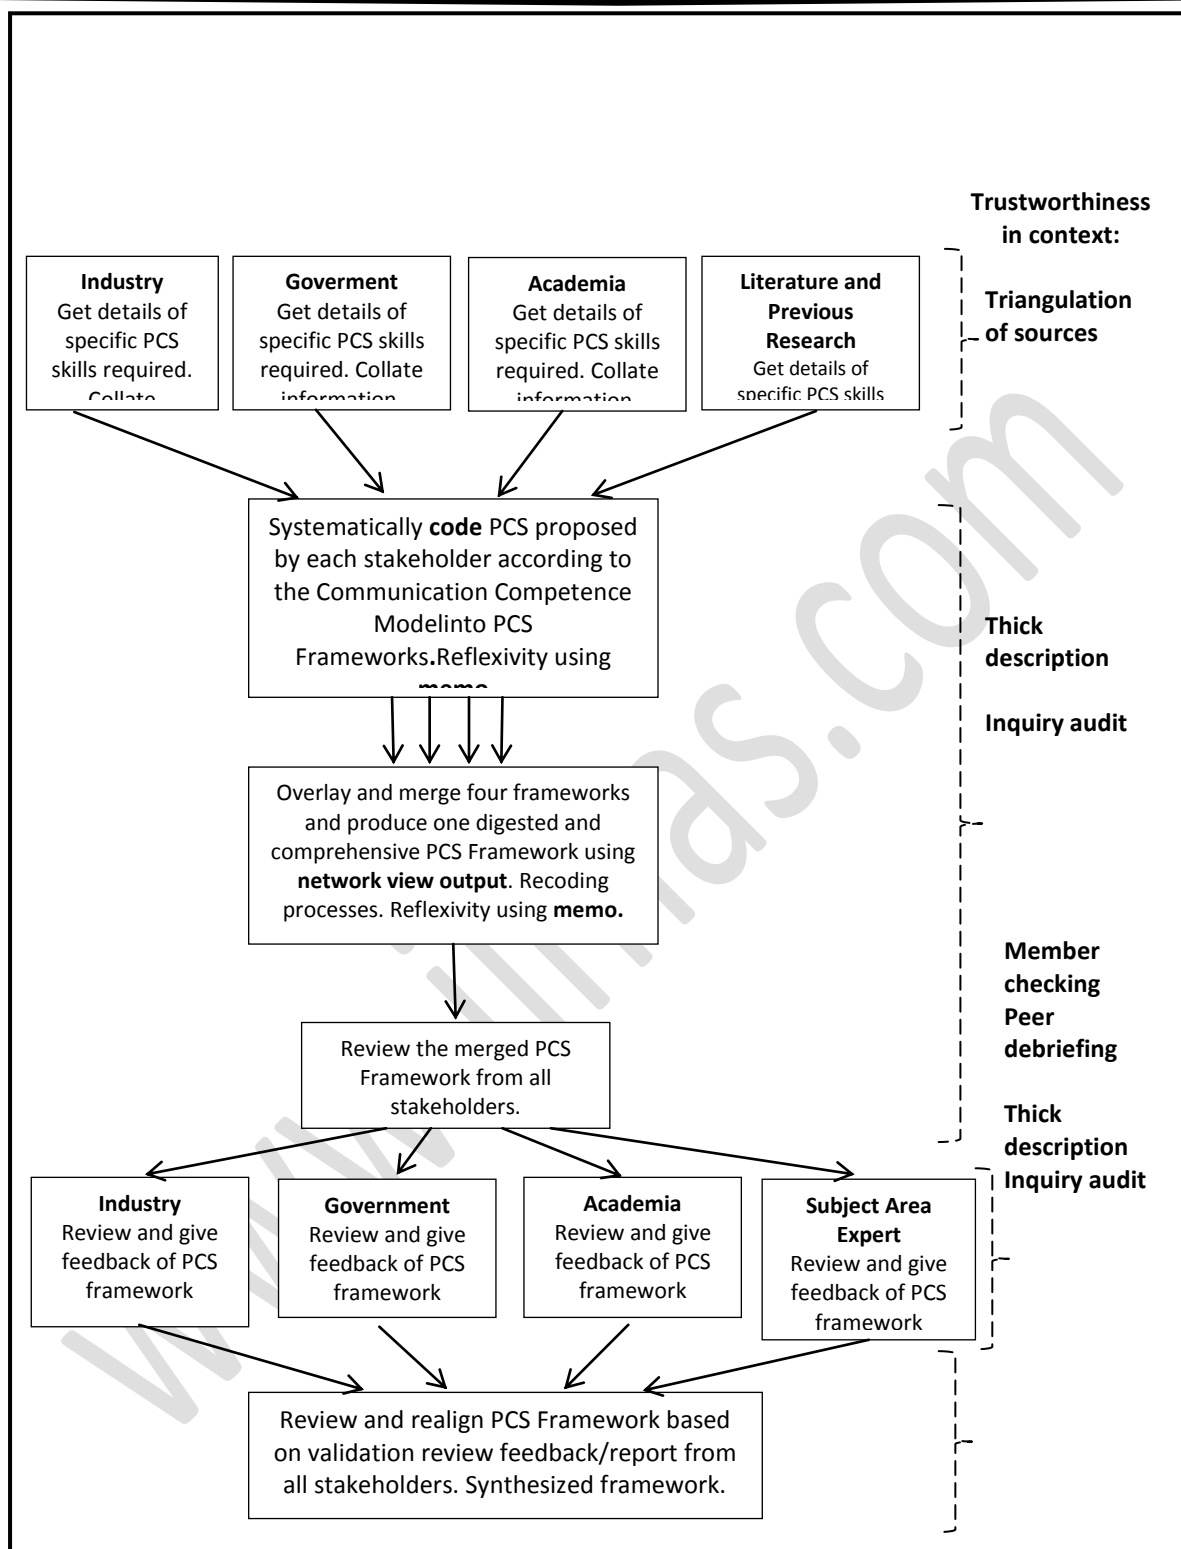 Trustworthiness
in context:
Industry
Get details of
specific PCS
skills required.
Collate
Goverment
Get details of
specific PCS skills
required. Collate
information
Academia
Get details of
specific PCS skills
required. Collate
information
Literature and
Previous
Research
Get details of
specific PCS skills
Triangulation
of sources
Systematically code PCS proposed
by each stakeholder according to
the Communication Competence
Modelinto PCS
Frameworks.Reflexivity using
memo
Thick
description
Inquiry audit
Overlay and merge four frameworks
and produce one digested and
comprehensive PCS Framework using
network view output. Recoding
processes. Reflexivity using memo.
Member
checking
Peer
debriefing
Review the merged PCS
Framework from all
stakeholders.
Thick
description
Inquiry audit
Industry
Review and give
feedback of PCS
framework
Government
Review and give
feedback of PCS
framework
Academia
Review and give
feedback of PCS
framework
Subject Area
Expert
Review and give
feedback of PCS
framework
Review and realign PCS Framework based
on validation review feedback/report from
all stakeholders. Synthesized framework.